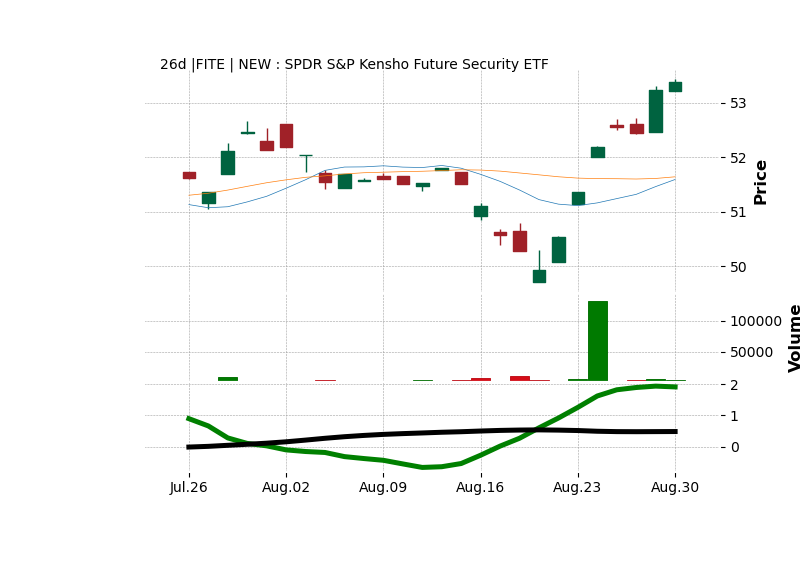 26d |FITE | NEW : SPDR S&P Kensho Future Security ETF
53
52
51
50
Price
100000
50000
Volume
2
1
0
Jul.26 Aug.02 Aug.09 Aug.16 Aug.23 Aug.30